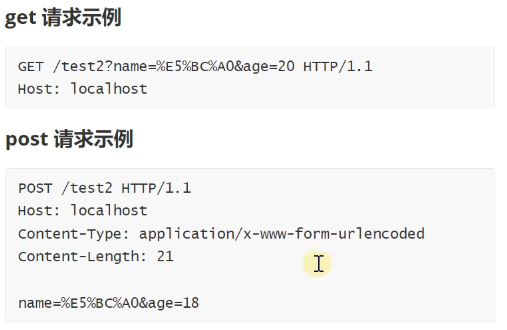 get 请求示例
GET /test2?name=%E5%BC%A0&age=20 HTTP/1.1
Host: localhost
post 请求示例
POST /test2 HTTP/1.1
Host: localhost
Content-Type: application/x-www-form-urlencoded
Content-Length: 21
name=%E5%BC%A0&age=18